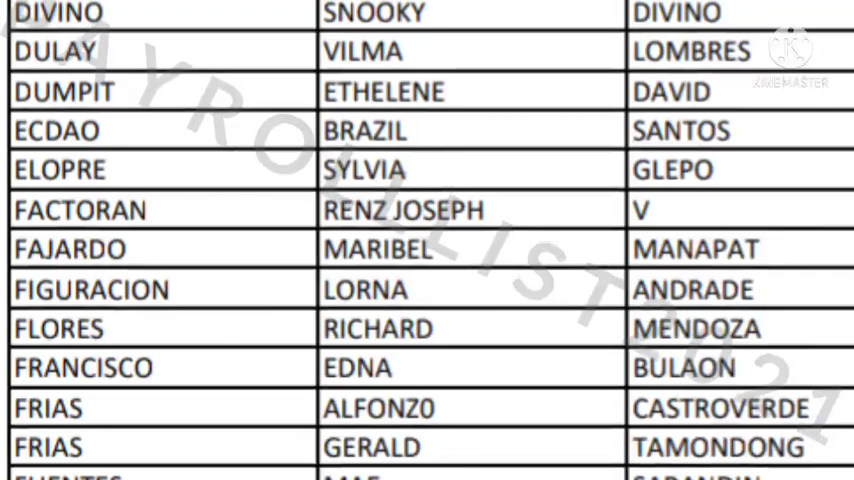 DIVINO SNOOKY DIVINO
DULAY VILMA LOMBRES
DUMPIT ETHELENE DAVID
ECDAO BRAZIL SANTOS
ELOPRE SYLVIA GLEPO
FACTORAN RENZ JOSEPH V
FAJARDO MARIBEL MANAPAT
FIGURACION LORNA ANDRADE
FLORES RICHARD MENDOZA
FRANCISCO EDNA BULAON
FRIAS ALFONZ0 CASTROVERDE
FRIAS GERALD TAMONDONG
PAYROLLLIST2021
KINEMASTER